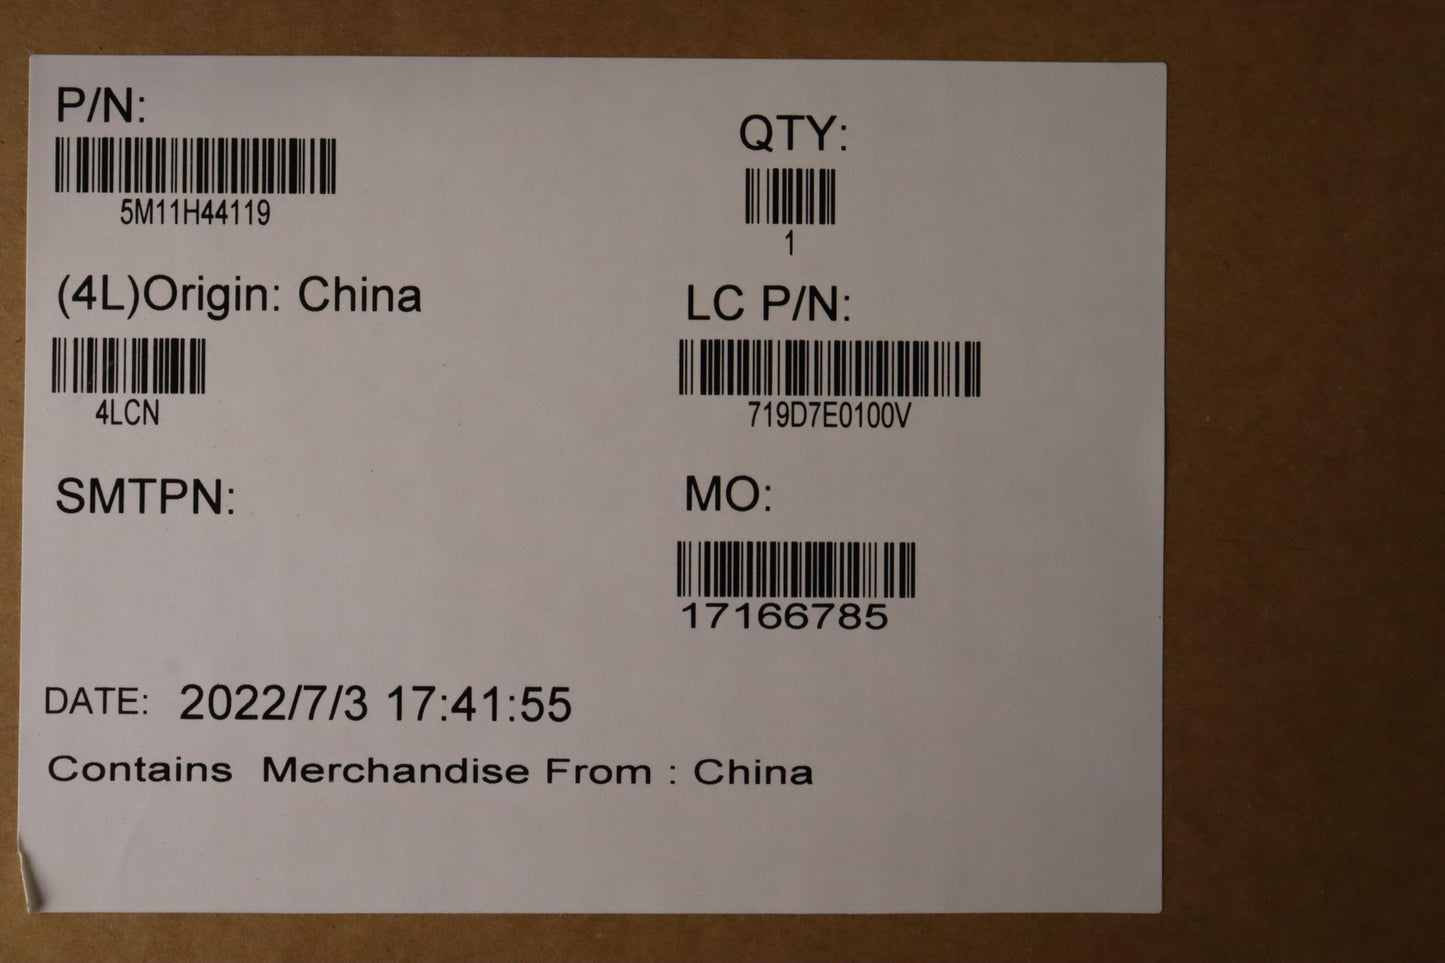 P/N:
5M11H44119
QTY:
1
(4L)Origin: China
4LCN
LC P/N:
719D7E0100V
SMTPN:
MO:
17166785
DATE: 2022/7/3 17:41:55
Contains Merchandise From : China